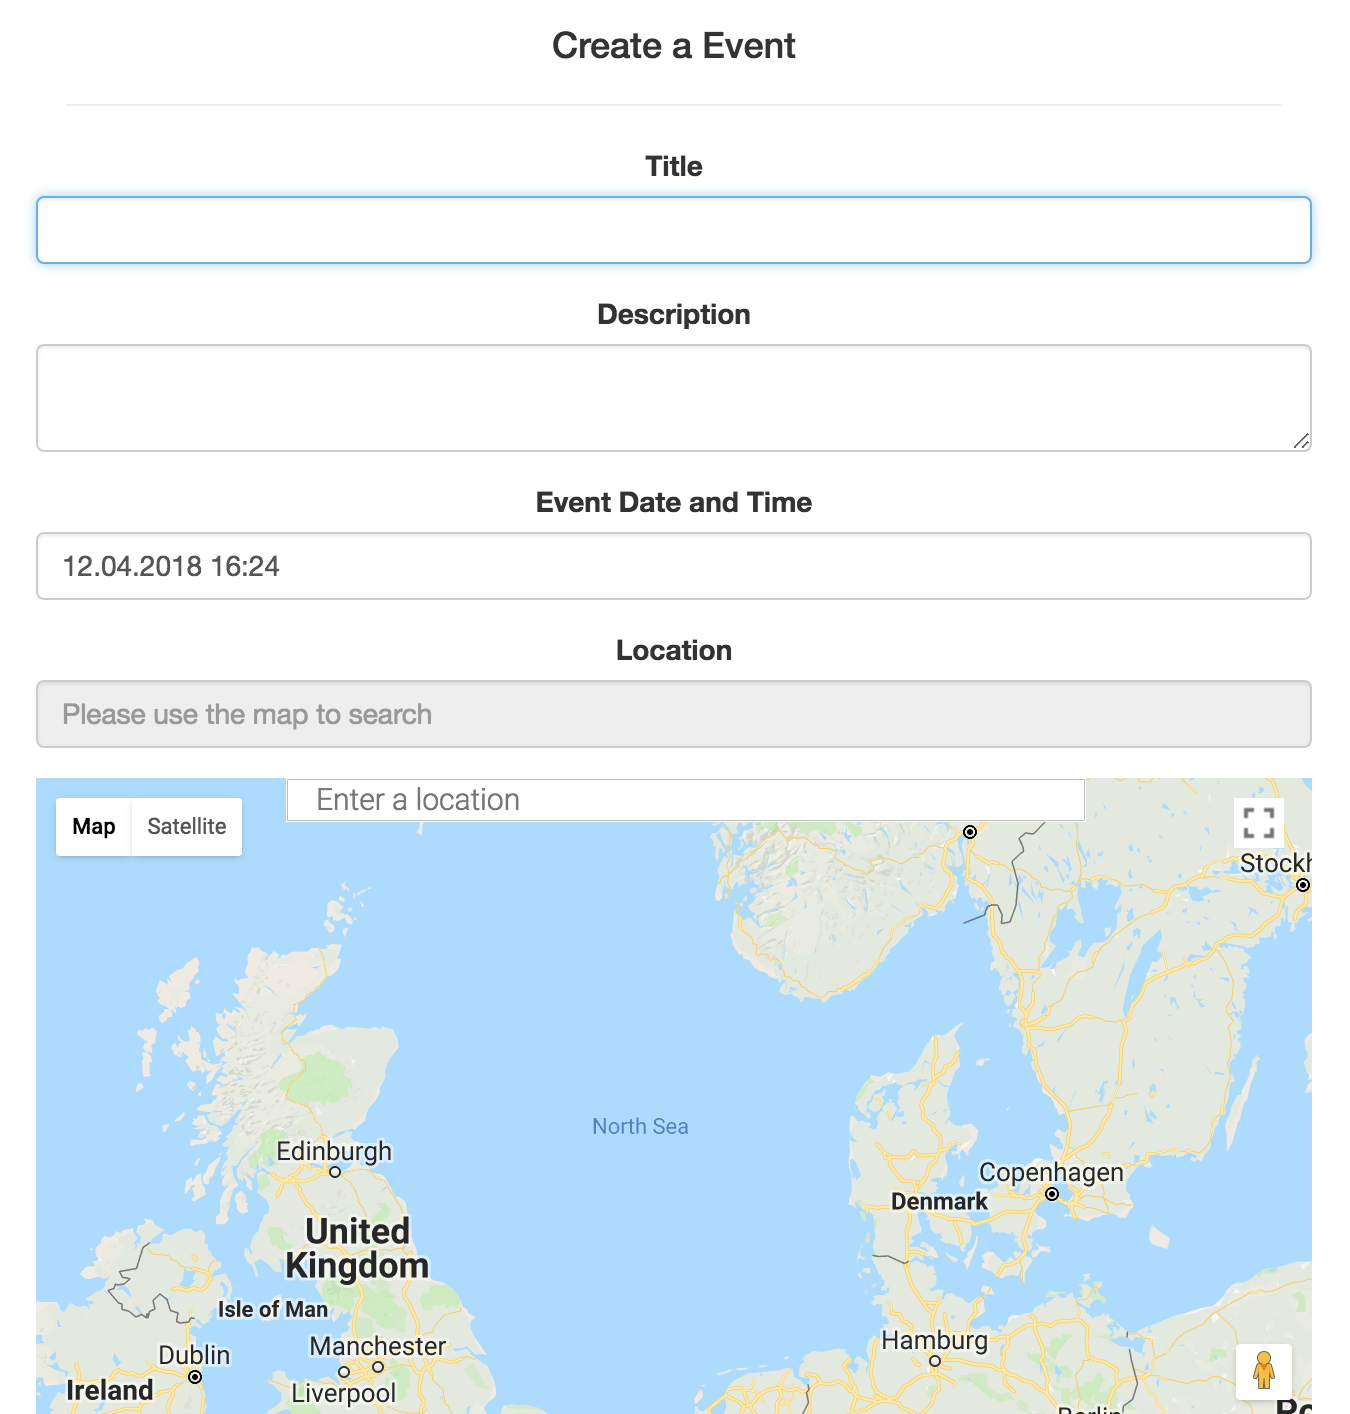 Create a Event
Title
Description
Event Date and Time
12.04.2018 16:24
Location
Please use the map to search
Enter a location
Map
Satellite
North Sea
Edinburgh
Copenhagen
Denmark
United
Kingdom
Isle of Man
Manchester
Hamburg
Dublin
Ireland
Liverpool